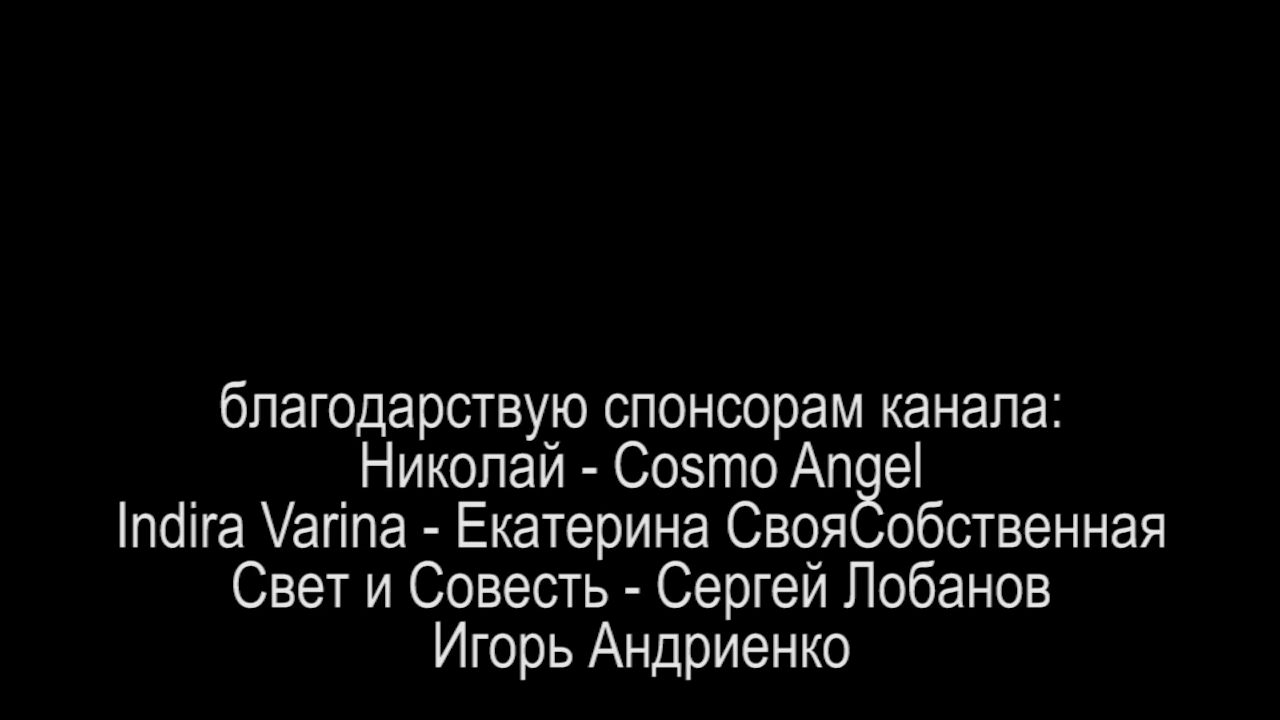 благодарствую спонсорам канала:
Николай - Cosmo Angel
Indira Varina - Екатерина СвояСобственная
Свет и Совесть - Сергей Лобанов
Игорь Андриенко